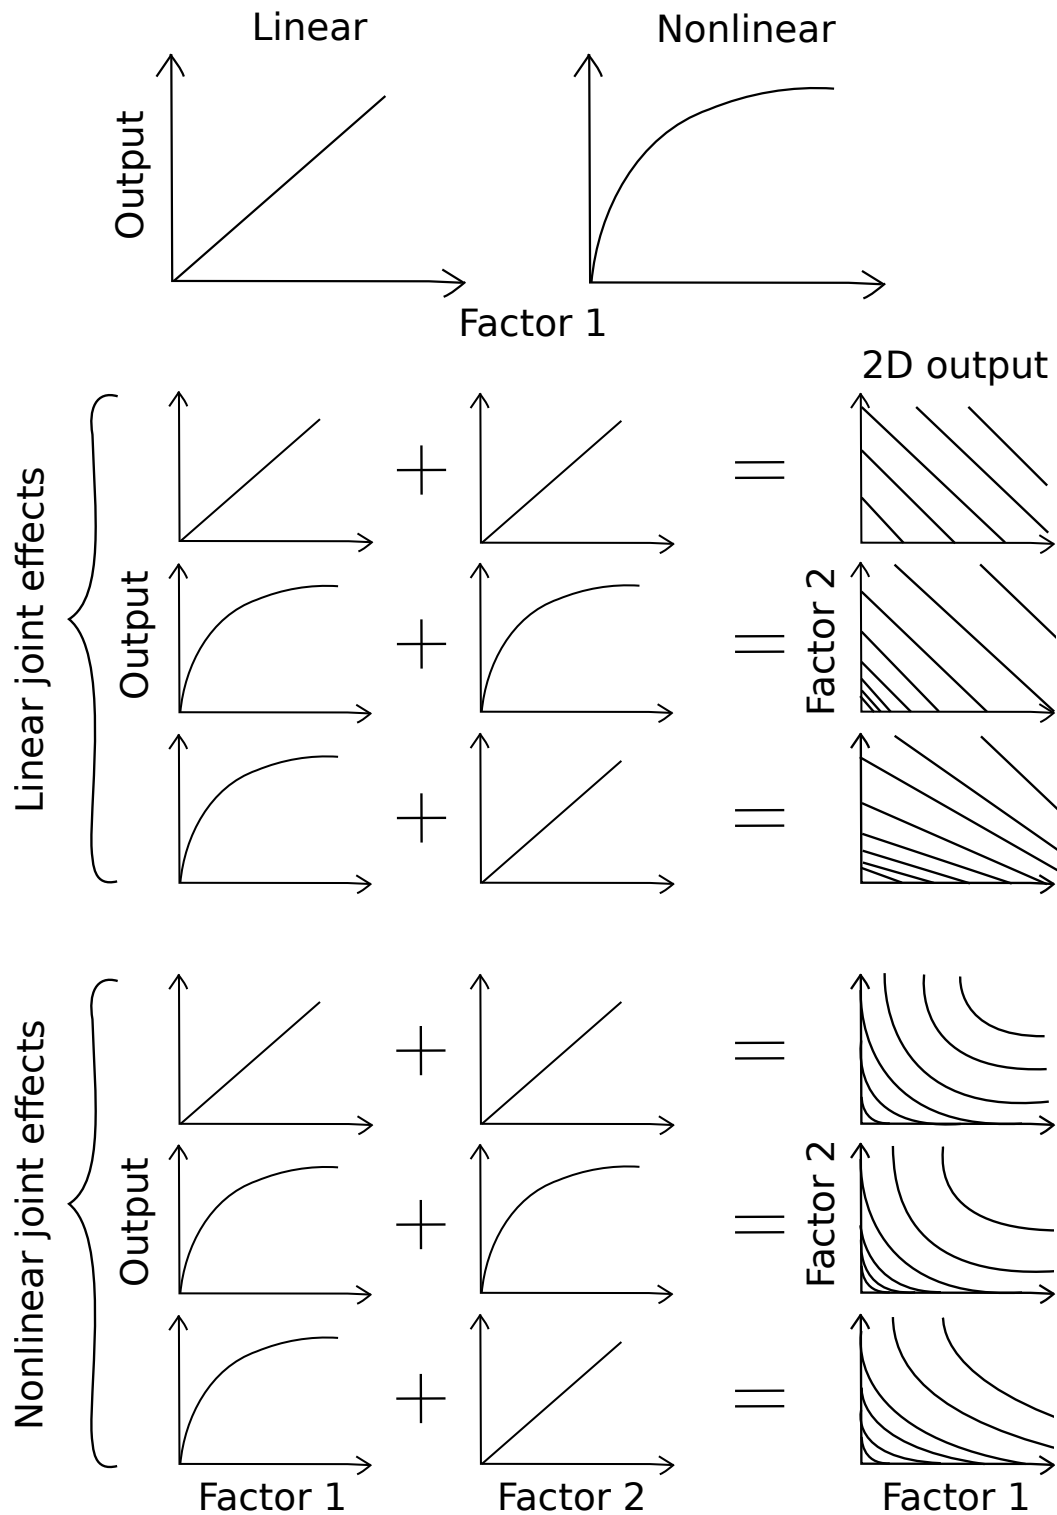 Linear
Nonlinear
Output
Factor 1
2D output
Linear joint effects
Output
Factor 2
Nonlinear joint effects
Output
Factor 2
Factor 1
Factor 2
Factor 1